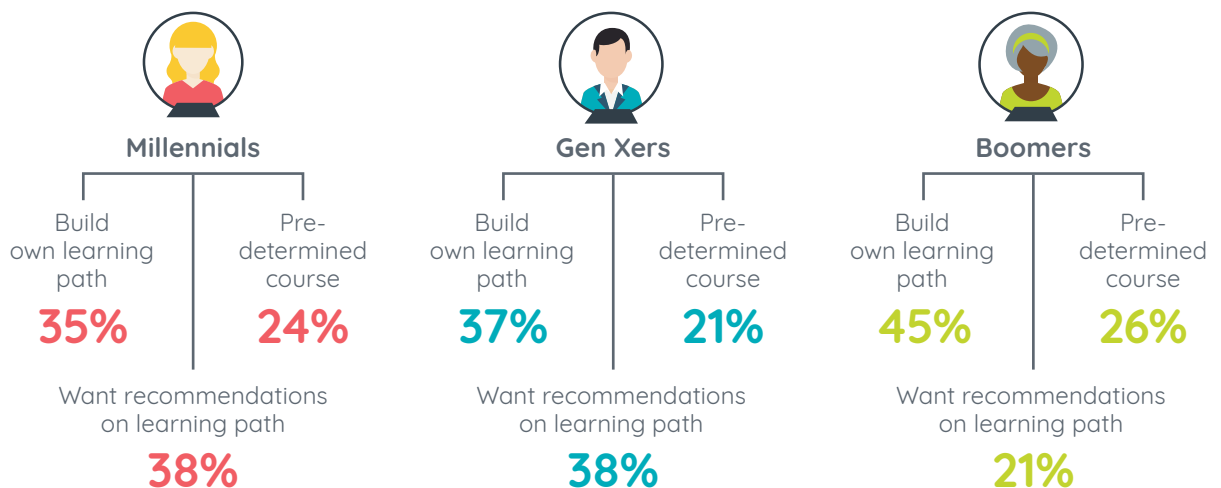 Millennials
Build
own learning
path
35%
Pre-
determined
course
24%
Want recommendations
on learning path
38%
Gen Xers
Build
own learning
path
37%
Pre-
determined
course
21%
Want recommendations
on learning path
38%
Boomers
Build
own learning
path
45%
Pre-
determined
course
26%
Want recommendations
on learning path
21%